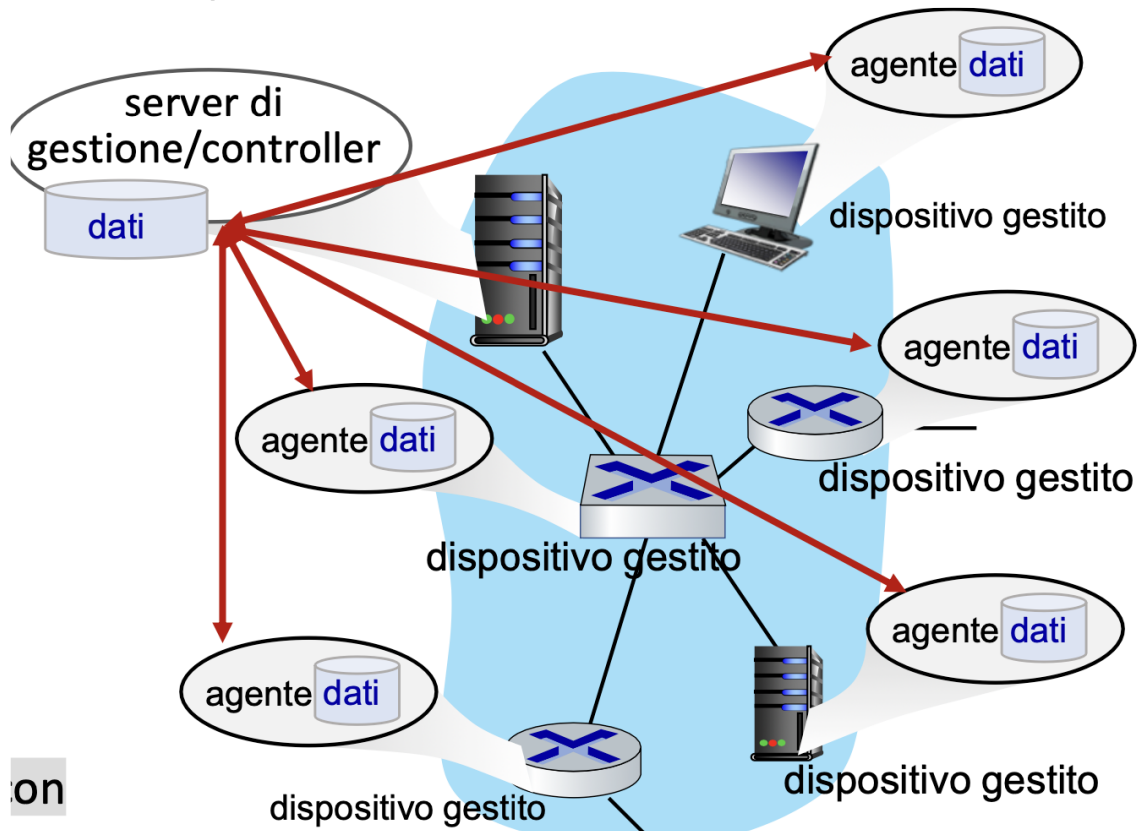 agente dati
server di
gestione/controller
dati
dispositivo gestito
agente dati
agente dati
dispositivo gestito
dispositivo gestito
agente dati
agente dati
dispositivo gestito
dispositivo gestito